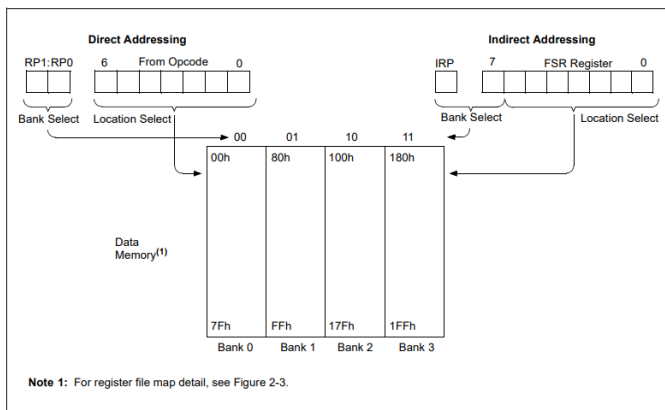 Direct Addressing Indirect Addressing
RP1:RP0 6 From Opcode 0 IRP 7 FSR Register 0
Bank Select Location Select Bank Select Location Select
00 01 10 11
00h 80h 100h 180h
Data
Memory(1)
7Fh FFh 17Fh 1FFh
Bank 0 Bank 1 Bank 2 Bank 3
Note 1: For register file map detail, see Figure 2-3.